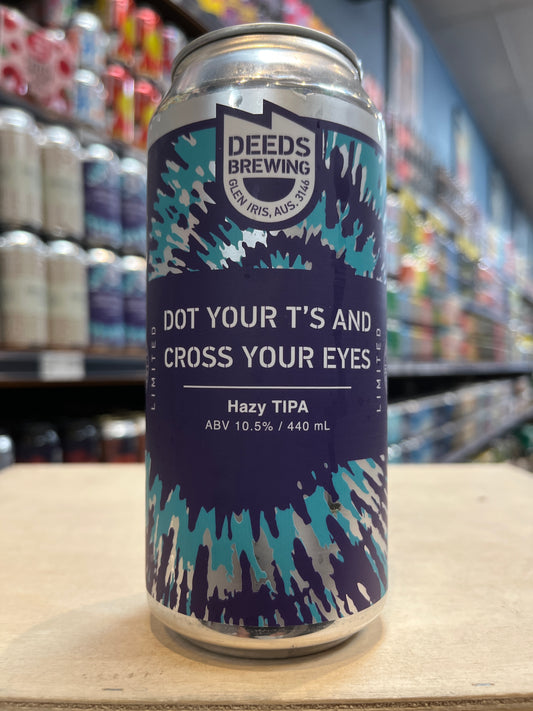 DEEDS
BREWING
GLEN IRIS, AUS. 3146
DOT YOUR T'S AND
CROSS YOUR EYES
Hazy TIPA
ABV 10.5% / 440 mL
LIMITED
LIMITED